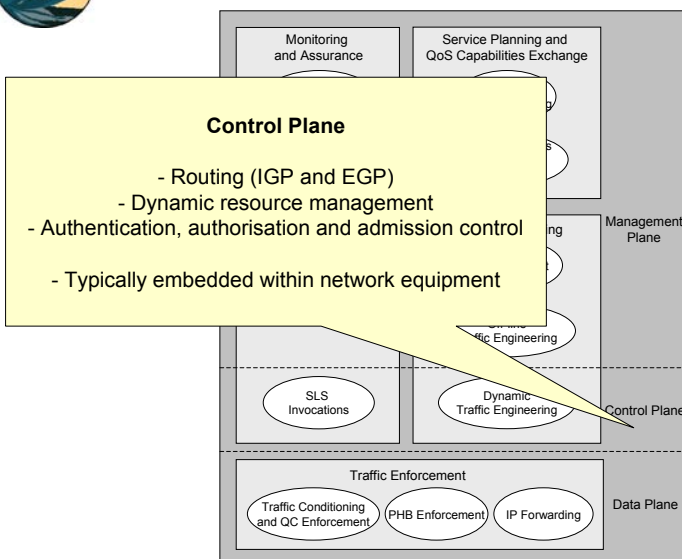 Monitoring
and Assurance
Service Planning and
QoS Capabilities Exchange
Control Plane
- Routing (IGP and EGP)
- Dynamic resource management
- Authentication, authorisation and admission control
- Typically embedded within network equipment
Management
Plane
Traffic Engineering
SLS
Invocations
Dynamic
Traffic Engineering
Control Plane
Traffic Enforcement
Traffic Conditioning
and QC Enforcement
PHB Enforcement
IP Forwarding
Data Plane